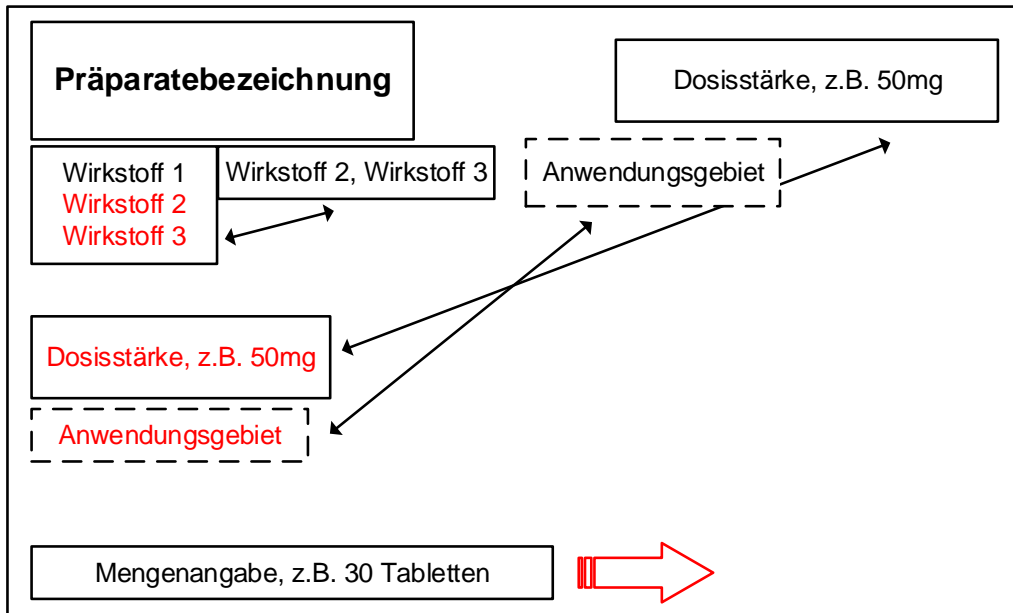 Präparatebezeichnung
Dosisstärke, z.B. 50mg
Wirkstoff 1
Wirkstoff 2
Wirkstoff 3
Wirkstoff 2, Wirkstoff 3
Anwendungsgebiet
Dosisstärke, z.B. 50mg
Anwendungsgebiet
Mengenangabe, z.B. 30 Tabletten